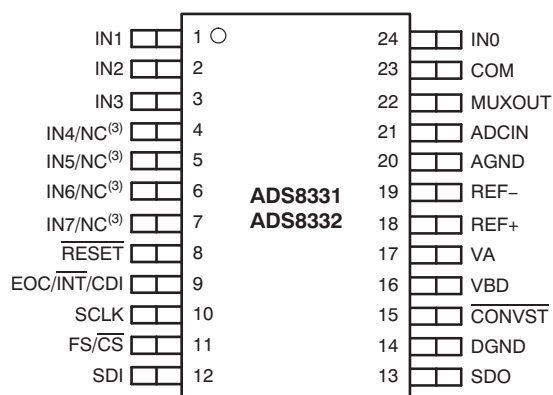 IN1 1 24 IN0
IN2 2 23 COM
IN3 3 22 MUXOUT
IN4/NC(3) 4 21 ADCIN
IN5/NC(3) 5 20 AGND
IN6/NC(3) 6 19 REF−
ADS8331
IN7/NC(3) 7 18 REF+
ADS8332
RESET 8 17 VA
EOC/INT/CDI 9 16 VBD
SCLK 10 15 CONVST
FS/CS 11 14 DGND
SDI 12 13 SDO